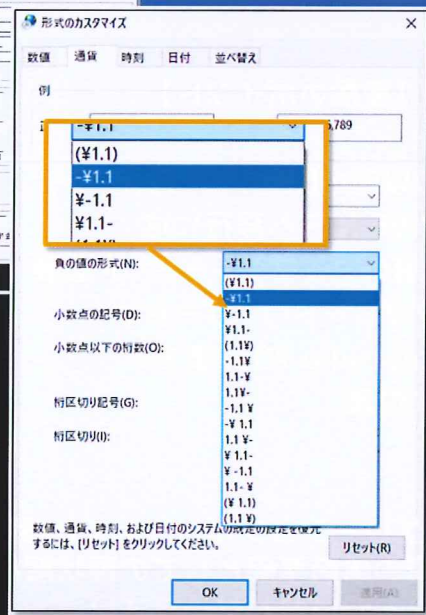 形式のカスタマイズ
数値 通貨 時刻 日付 並べ替え
例
-¥1.1
5,789
(¥1.1)
-¥1.1
¥-1.1
¥1.1-
負の値の形式(N): -¥1.1
(¥1.1)
-¥1.1
小数点の記号(D): ¥-1.1
¥1.1-
小数点以下の桁数(O): (1.1¥)
-1.1¥
1.1-¥
1.1¥-
桁区切り記号(G): -1.1 ¥
-¥ 1.1
桁区切り(I): 1.1 ¥-
¥ 1.1-
¥ -1.1
1.1- ¥
(¥ 1.1)
(1.1 ¥)
数値、通貨、時刻、および日付のシステムの既定の設定を復元
するには、[リセット] をクリックしてください。
リセット(R)
OK キャンセル 適用(A)